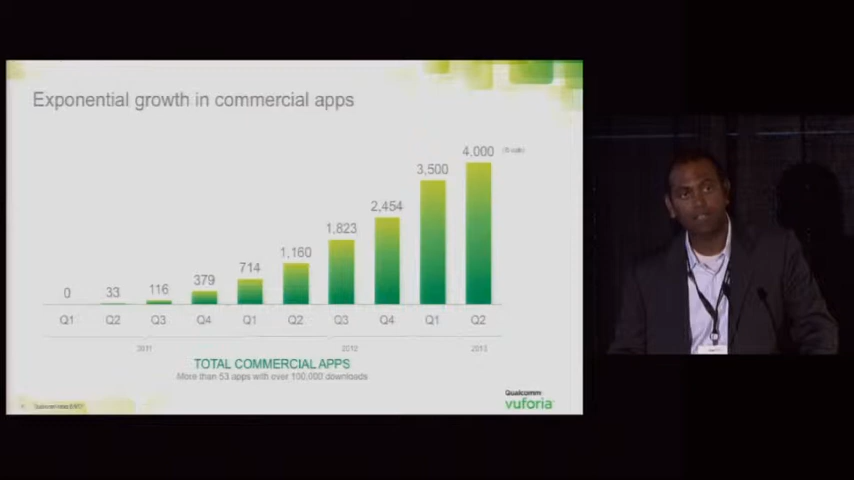 Exponential growth in commercial apps
4,000
3,500
2,454
1,823
1,160
714
379
116
33
0
Q1 Q2 Q3 Q4 Q1 Q2 Q3 Q4 Q1 Q2
2011 2012 2013
TOTAL COMMERCIAL APPS
More than 53 apps with over 100,000 downloads
Qualcomm
vuforia